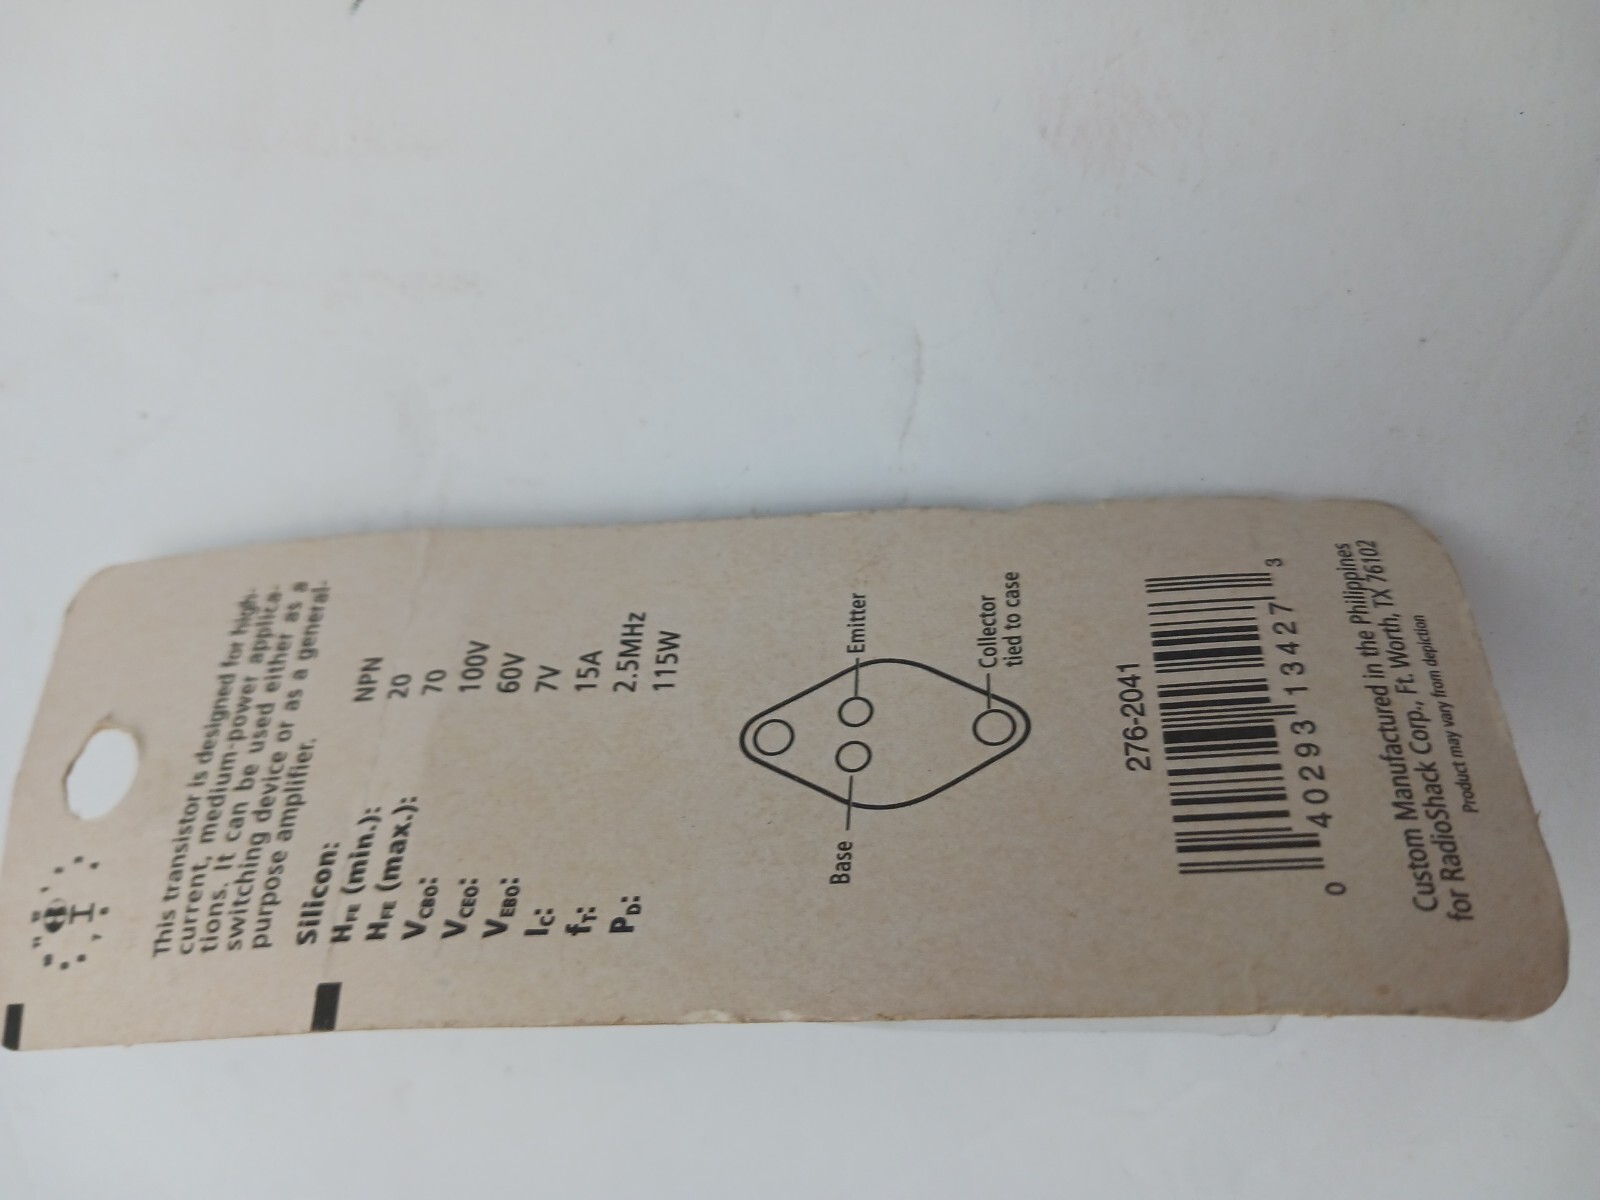 This transistor is designed for high-
current, medium-power applica-
tions. It can be used either as a
switching device or as a general-
purpose amplifier.
Silicon: NPN
HFE (min.): 20
HFE (max.): 70
VCBO: 100V
VCEO: 60V
VEBO: 7V
IC: 15A
fT: 2.5MHz
PD: 115W
Emitter
Base
Collector
tied to case
276-2041
0 40293 13427 3
Custom Manufactured in the Philippines
for RadioShack Corp., Ft. Worth, TX 76102
Product may vary from depiction